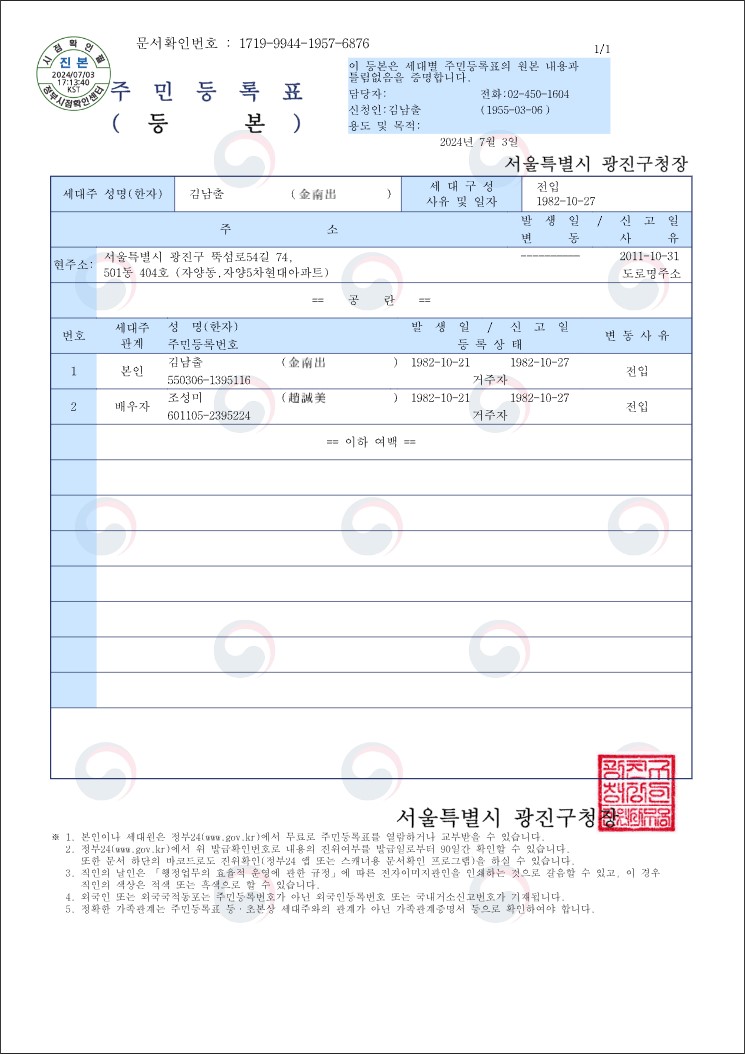 문서확인번호 : 1719-9944-1957-6876
1/1
시점확인필
진본
2024/07/03
17:13:40
KST
정부시점확인센터
주민등록표
( 등 본 )
이 등본은 세대별 주민등록표의 원본 내용과
틀림없음을 증명합니다.
담당자: 전화:02-450-1604
신청인:김남출 (1955-03-06 )
용도 및 목적:
2024년 7월 3일
서울특별시 광진구청장
세대주 성명(한자) 김남출 (金南出 ) 세 대 구 성 사유 및 일자 전입 1982-10-27
주 소 발 생 일 / 신 고 일
변 동 사 유
현주소: 서울특별시 광진구 뚝섬로54길 74, ---------- 2011-10-31
501동 404호 (자양동,자양5차현대아파트) 도로명주소
== 공 란 ==
번호 세대주 관계 성 명(한자) 주민등록번호 발 생 일 / 신 고 일 등 록 상 태 변 동 사 유
1 본인 김남출 (金南出 ) 1982-10-21 1982-10-27 전입
550306-1395116 거주자
2 배우자 조성미 (趙誠美 ) 1982-10-21 1982-10-27 전입
601105-2395224 거주자
== 이하 여백 ==
서울특별시 광진구청장
※ 1. 본인이나 세대원은 정부24(www.gov.kr)에서 무료로 주민등록표를 열람하거나 교부받을 수 있습니다.
2. 정부24(www.gov.kr)에서 위 발급확인번호로 내용의 진위여부를 발급일로부터 90일간 확인할 수 있습니다.
또한 문서 하단의 바코드로도 진위확인(정부24 앱 또는 스캐너용 문서확인 프로그램)을 하실 수 있습니다.
3. 직인의 날인은 「행정업무의 효율적 운영에 관한 규정」에 따른 전자이미지관인을 인쇄하는 것으로 갈음할 수 있고, 이 경우
직인의 색상은 적색 또는 흑색으로 할 수 있습니다.
4. 외국인 또는 외국국적동포는 주민등록번호가 아닌 외국인등록번호 또는 국내거소신고번호가 기재됩니다.
5. 정확한 가족관계는 주민등록표 등·초본상 세대주와의 관계가 아닌 가족관계증명서 등으로 확인하여야 합니다.